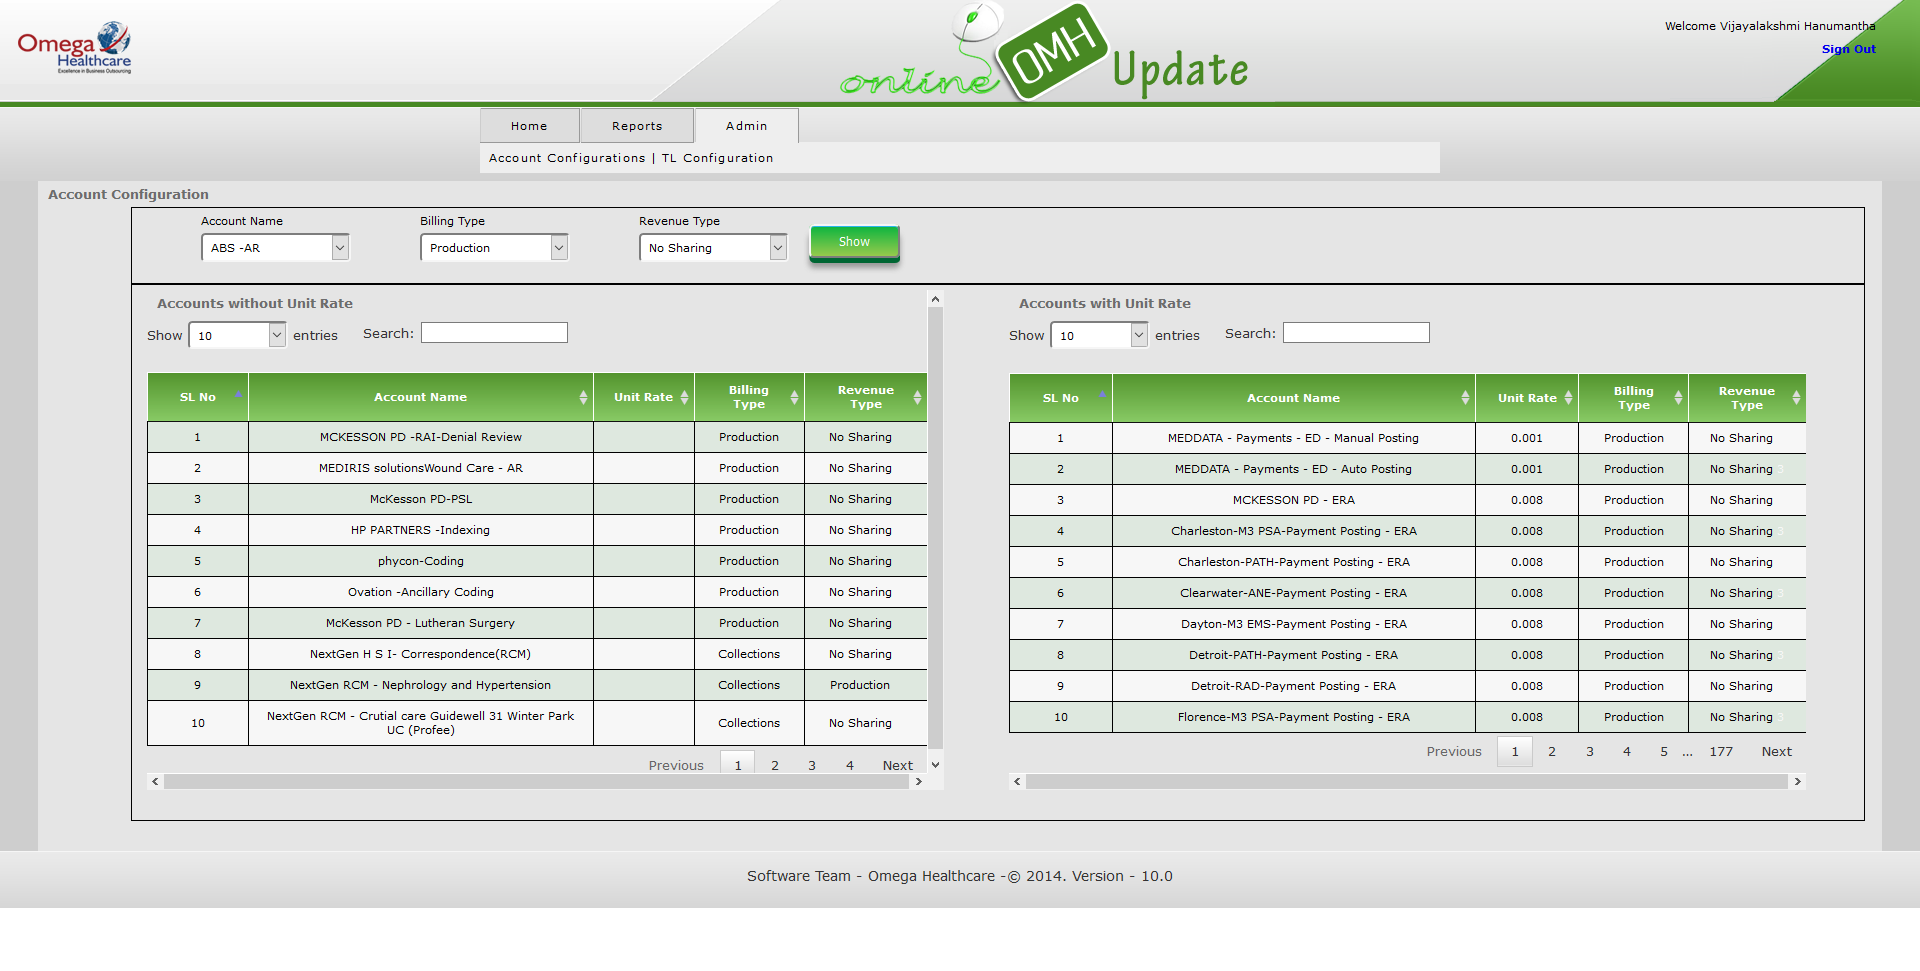 Omega
Healthcare
Excellence in Business Outsourcing
online OMH Update
Welcome Vijayalakshmi Hanumantha
Sign Out
Home Reports Admin
Account Configurations | TL Configuration
Account Configuration
Account Name Billing Type Revenue Type
ABS -AR Production No Sharing Show
Accounts without Unit Rate
Show 10 entries Search:
SL No Account Name Unit Rate Billing Type Revenue Type
1 MCKESSON PD -RAI-Denial Review Production No Sharing
2 MEDIRIS solutionsWound Care - AR Production No Sharing
3 McKesson PD-PSL Production No Sharing
4 HP PARTNERS -Indexing Production No Sharing
5 phycon-Coding Production No Sharing
6 Ovation -Ancillary Coding Production No Sharing
7 McKesson PD - Lutheran Surgery Production No Sharing
8 NextGen H S I- Correspondence(RCM) Collections No Sharing
9 NextGen RCM - Nephrology and Hypertension Collections Production
10 NextGen RCM - Crutial care Guidewell 31 Winter Park UC (Profee) Collections No Sharing
Previous 1 2 3 4 Next
Accounts with Unit Rate
Show 10 entries Search:
SL No Account Name Unit Rate Billing Type Revenue Type
1 MEDDATA - Payments - ED - Manual Posting 0.001 Production No Sharing
2 MEDDATA - Payments - ED - Auto Posting 0.001 Production No Sharing 3
3 MCKESSON PD - ERA 0.008 Production No Sharing
4 Charleston-M3 PSA-Payment Posting - ERA 0.008 Production No Sharing 3
5 Charleston-PATH-Payment Posting - ERA 0.008 Production No Sharing
6 Clearwater-ANE-Payment Posting - ERA 0.008 Production No Sharing 3
7 Dayton-M3 EMS-Payment Posting - ERA 0.008 Production No Sharing
8 Detroit-PATH-Payment Posting - ERA 0.008 Production No Sharing 3
9 Detroit-RAD-Payment Posting - ERA 0.008 Production No Sharing
10 Florence-M3 PSA-Payment Posting - ERA 0.008 Production No Sharing 3
Previous 1 2 3 4 5 ... 177 Next
Software Team - Omega Healthcare -© 2014. Version - 10.0